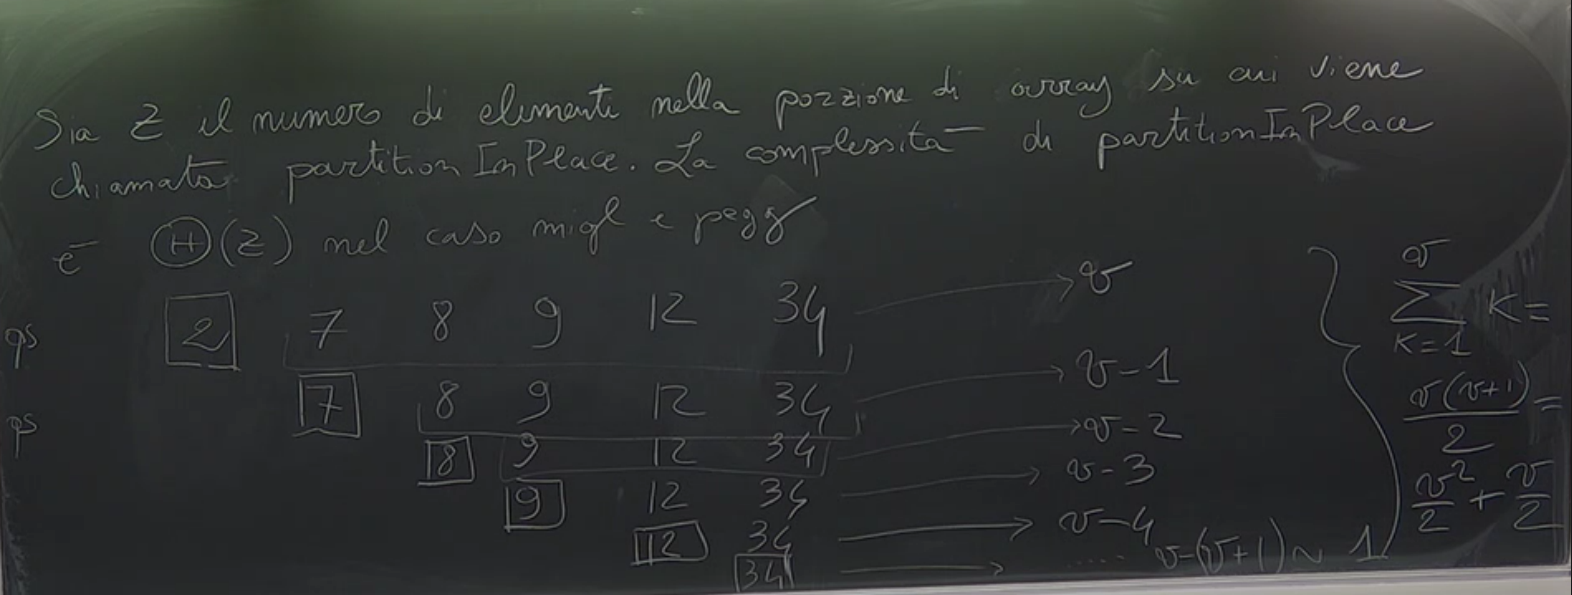 Sia Z il numero di elementi nella pozzione di array su cui viene
chiamata partitionInPlace. La complessità di partitionInPlace
è Θ(Z) nel caso migl e pegg
qs 2 7 8 9 12 34 → v
qs 7 8 9 12 34 → v-1
8 9 12 34 → v-2
9 12 34 → v-3
12 34 → v-4
34 → .... v-(v+1) ~ 1
v
∑ K =
K=1
v(v+1)/2 =
v²/2 + v/2